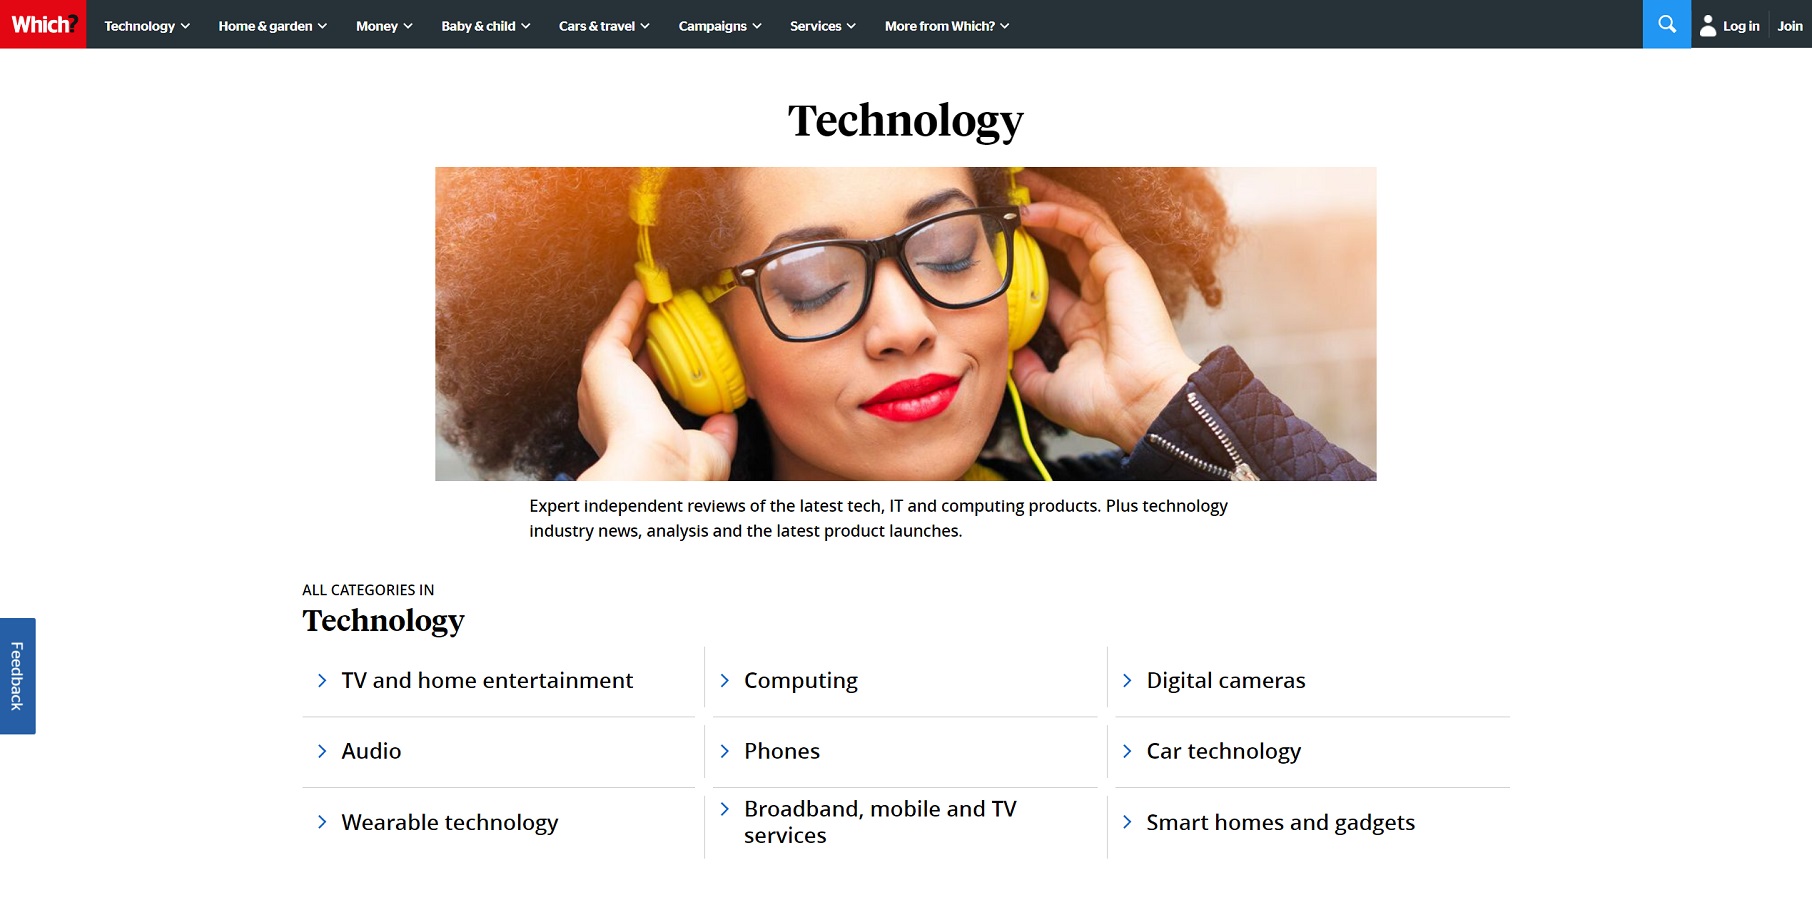 Which?
Technology
Home & garden
Money
Baby & child
Cars & travel
Campaigns
Services
More from Which?
Log in
Join
Technology
Expert independent reviews of the latest tech, IT and computing products. Plus technology
industry news, analysis and the latest product launches.
ALL CATEGORIES IN
Technology
TV and home entertainment
Computing
Digital cameras
Audio
Phones
Car technology
Wearable technology
Broadband, mobile and TV
services
Smart homes and gadgets
Feedback